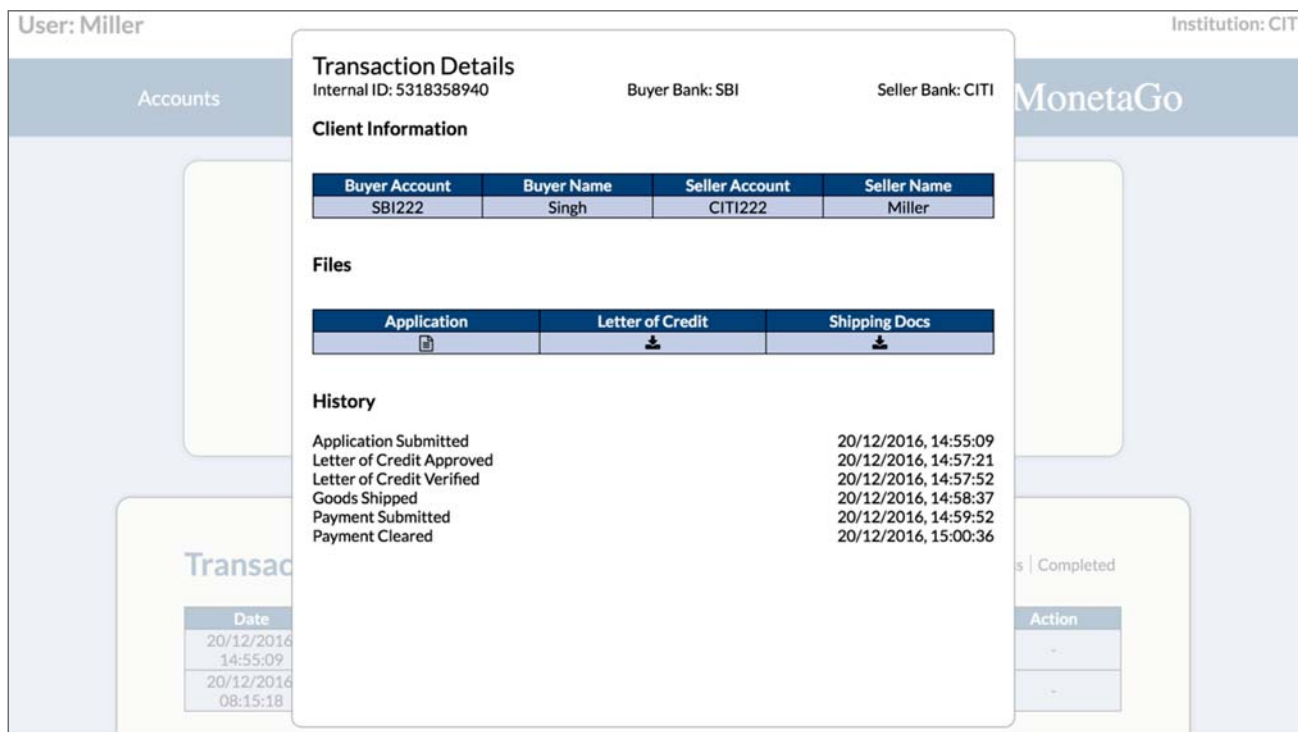 User: Miller
Institution: CIT
Accounts
MonetaGo
Transaction Details
Internal ID: 5318358940 Buyer Bank: SBI Seller Bank: CITI
Client Information
Buyer Account Buyer Name Seller Account Seller Name
SBI222 Singh CITI222 Miller
Files
Application Letter of Credit Shipping Docs
History
Application Submitted 20/12/2016, 14:55:09
Letter of Credit Approved 20/12/2016, 14:57:21
Letter of Credit Verified 20/12/2016, 14:57:52
Goods Shipped 20/12/2016, 14:58:37
Payment Submitted 20/12/2016, 14:59:52
Payment Cleared 20/12/2016, 15:00:36
Transac s | Completed
Date Action
20/12/2016
14:55:09 -
20/12/2016
08:15:18 -